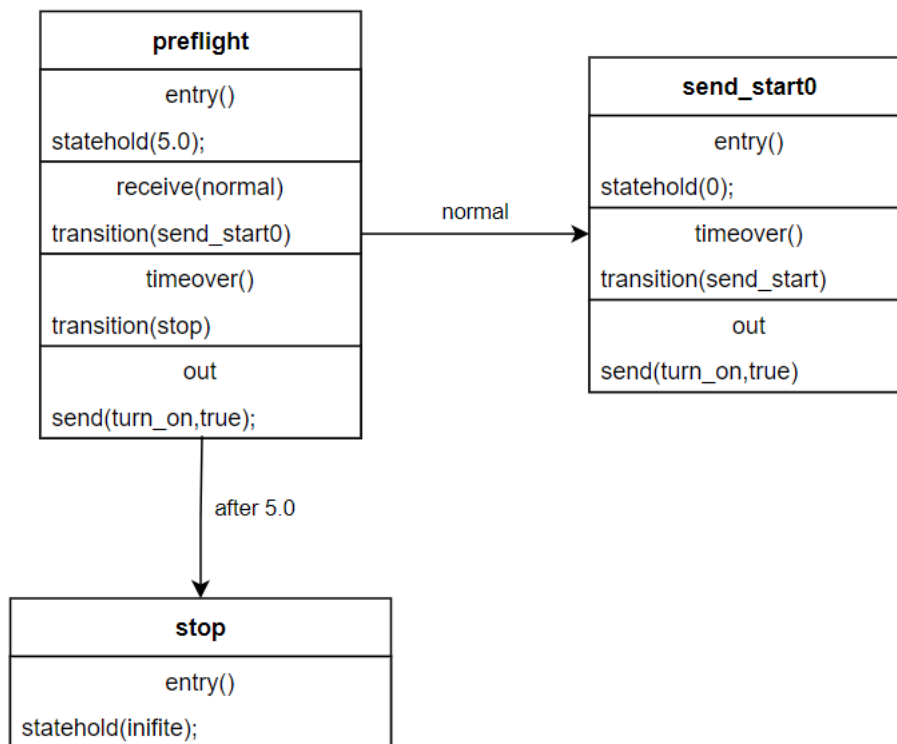 preflight
entry()
statehold(5.0);
receive(normal)
transition(send_start0)
timeover()
transition(stop)
out
send(turn_on,true);
normal
send_start0
entry()
statehold(0);
timeover()
transition(send_start)
out
send(turn_on,true)
after 5.0
stop
entry()
statehold(inifite);